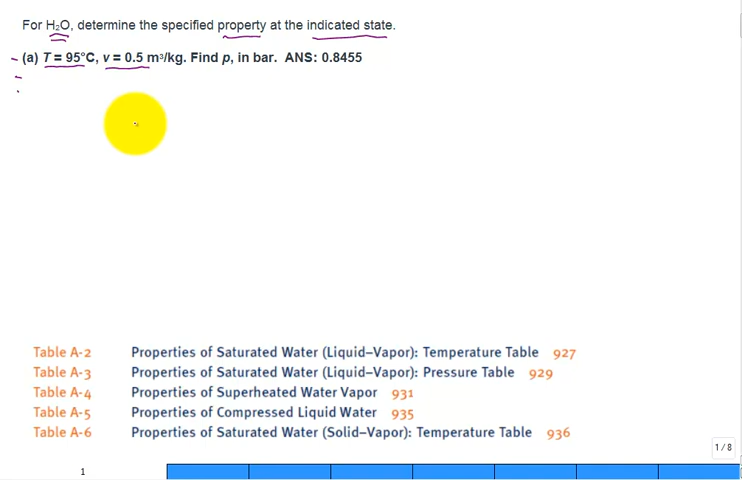 For H₂O, determine the specified property at the indicated state.
(a) T = 95°C, v = 0.5 m³/kg. Find p, in bar. ANS: 0.8455
Table A-2 Properties of Saturated Water (Liquid–Vapor): Temperature Table 927
Table A-3 Properties of Saturated Water (Liquid–Vapor): Pressure Table 929
Table A-4 Properties of Superheated Water Vapor 931
Table A-5 Properties of Compressed Liquid Water 935
Table A-6 Properties of Saturated Water (Solid–Vapor): Temperature Table 936
1 / 8
1